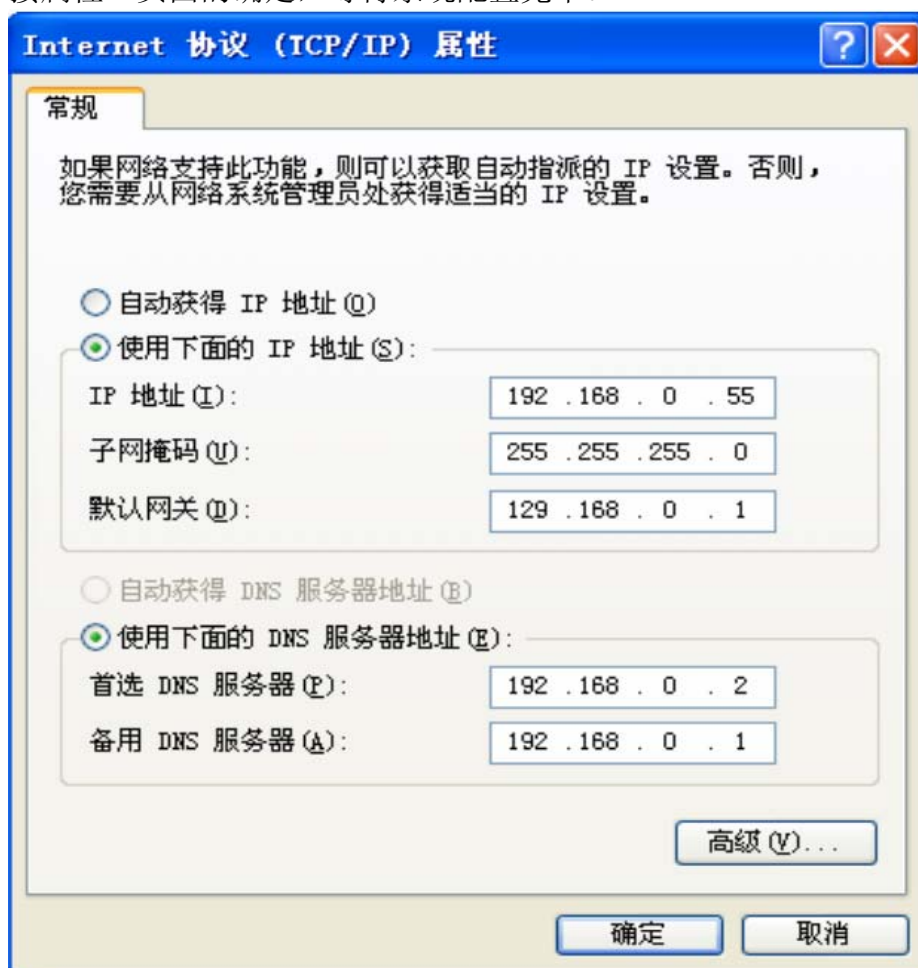 Internet 协议 (TCP/IP) 属性
常规
如果网络支持此功能，则可以获取自动指派的 IP 设置。否则，
您需要从网络系统管理员处获得适当的 IP 设置。
自动获得 IP 地址(O)
使用下面的 IP 地址(S):
IP 地址(I): 192 .168 . 0 . 55
子网掩码(U): 255 .255 .255 . 0
默认网关(D): 129 .168 . 0 . 1
自动获得 DNS 服务器地址(B)
使用下面的 DNS 服务器地址(E):
首选 DNS 服务器(P): 192 .168 . 0 . 2
备用 DNS 服务器(A): 192 .168 . 0 . 1
高级(V)...
确定 取消